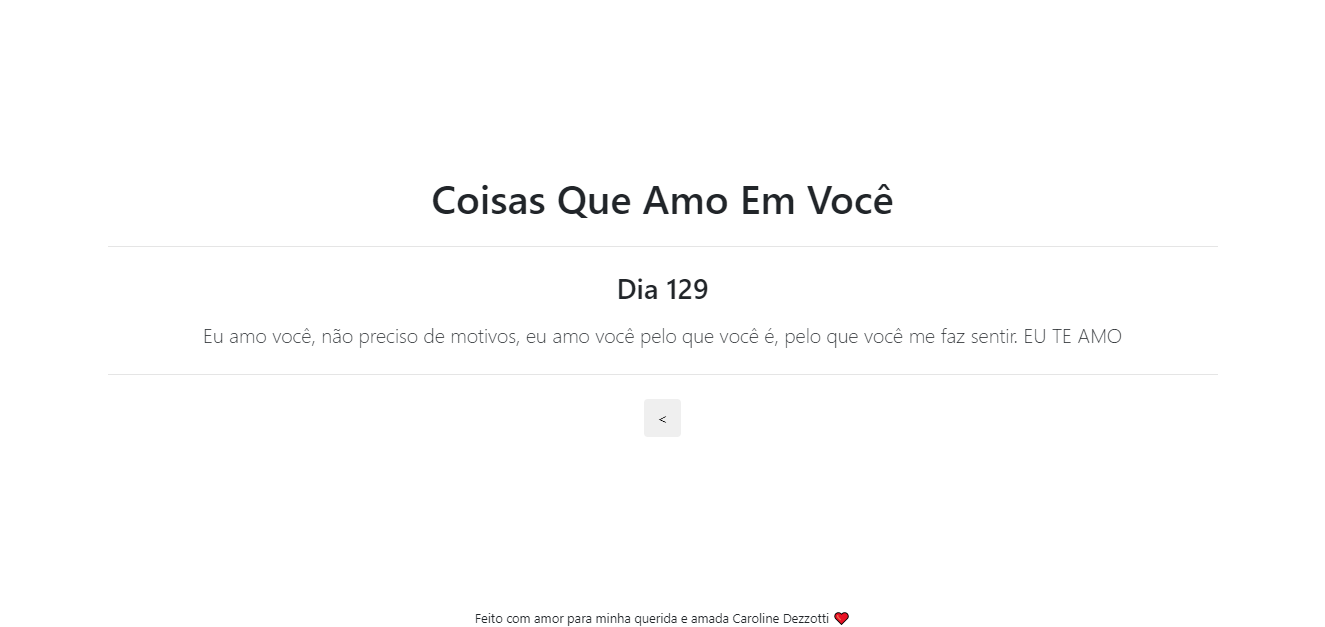 Coisas Que Amo Em Você
Dia 129
Eu amo você, não preciso de motivos, eu amo você pelo que você é, pelo que você me faz sentir. EU TE AMO
<
Feito com amor para minha querida e amada Caroline Dezzotti ❤️